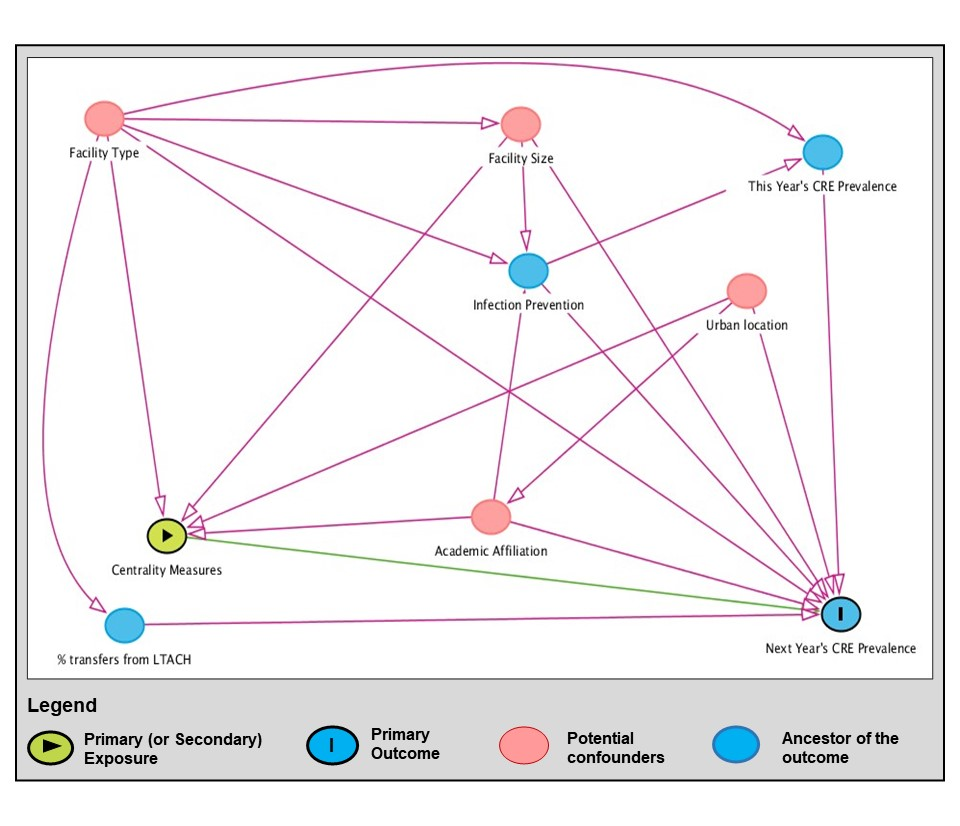 Facility Type
Facility Size
This Year's CRE Prevalence
Infection Prevention
Urban location
Academic Affiliation
Centrality Measures
Next Year's CRE Prevalence
% transfers from LTACH
Legend
Primary (or Secondary)
Exposure
I Primary
Outcome
Potential
confounders
Ancestor of the
outcome